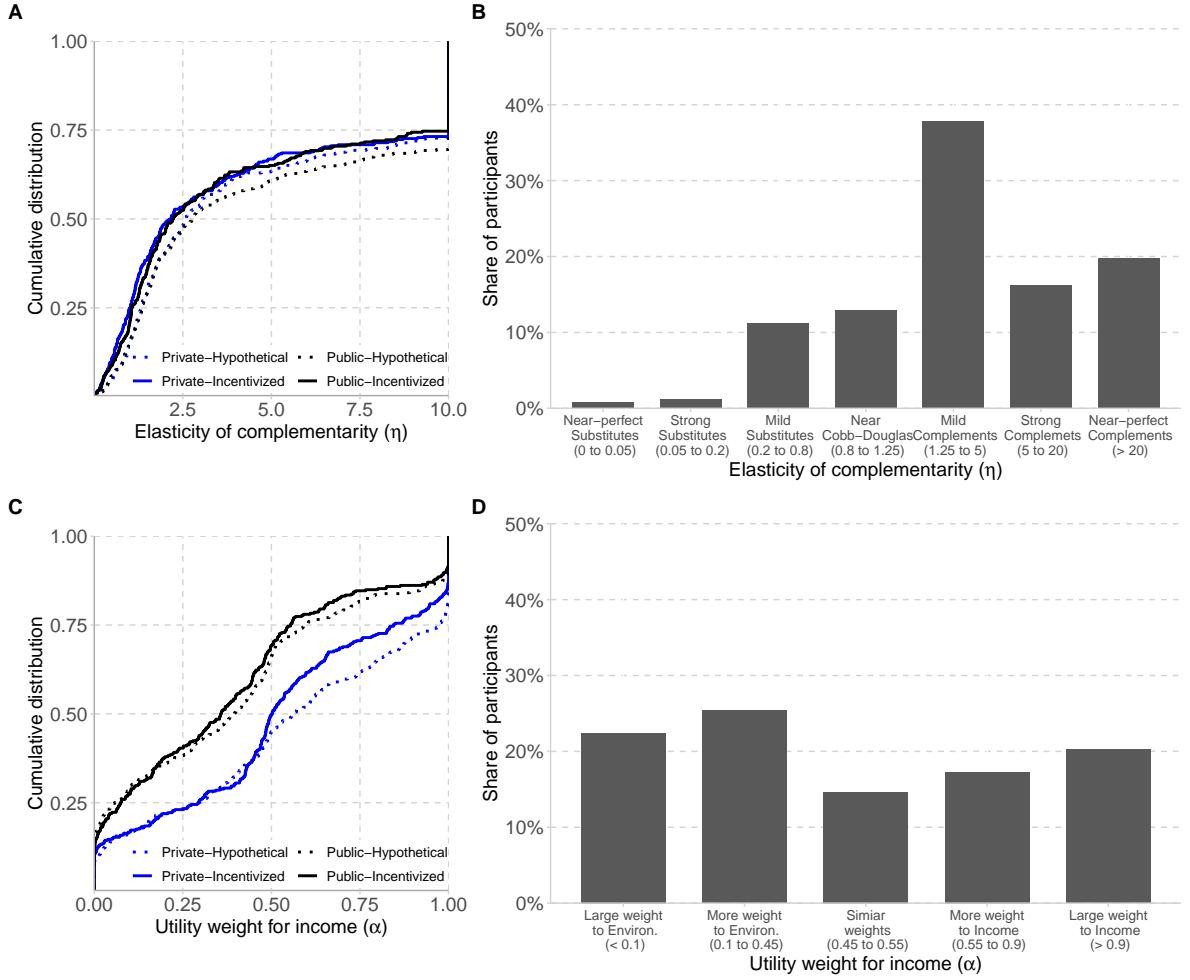 A
1.00
0.75
0.50
0.25
Cumulative distribution
Private−Hypothetical
Public−Hypothetical
Private−Incentivized
Public−Incentivized
2.5
5.0
7.5
10.0
Elasticity of complementarity (η)
B
50%
40%
30%
20%
10%
0%
Share of participants
Near−perfect
Substitutes
(0 to 0.05)
Strong
Substitutes
(0.05 to 0.2)
Mild
Substitutes
(0.2 to 0.8)
Near
Cobb−Douglas
(0.8 to 1.25)
Mild
Complements
(1.25 to 5)
Strong
Complemets
(5 to 20)
Near−perfect
Complements
(> 20)
Elasticity of complementarity (η)
C
1.00
0.75
0.50
0.25
Cumulative distribution
Private−Hypothetical
Public−Hypothetical
Private−Incentivized
Public−Incentivized
0.00
0.25
0.50
0.75
1.00
Utility weight for income (α)
D
50%
40%
30%
20%
10%
0%
Share of participants
Large weight
to Environ.
(< 0.1)
More weight
to Environ.
(0.1 to 0.45)
Simiar
weights
(0.45 to 0.55)
More weight
to Income
(0.55 to 0.9)
Large weight
to Income
(> 0.9)
Utility weight for income (α)